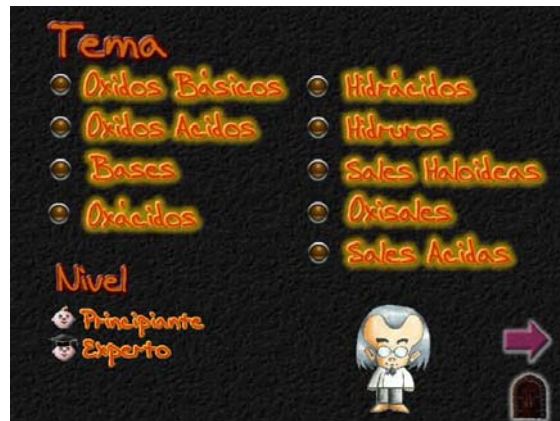 Tema
Oxidos Básicos
Oxidos Acidos
Bases
Oxácidos
Hidrácidos
Hidruros
Sales Haloideas
Oxisales
Sales Acidas
Nivel
Principiante
Experto